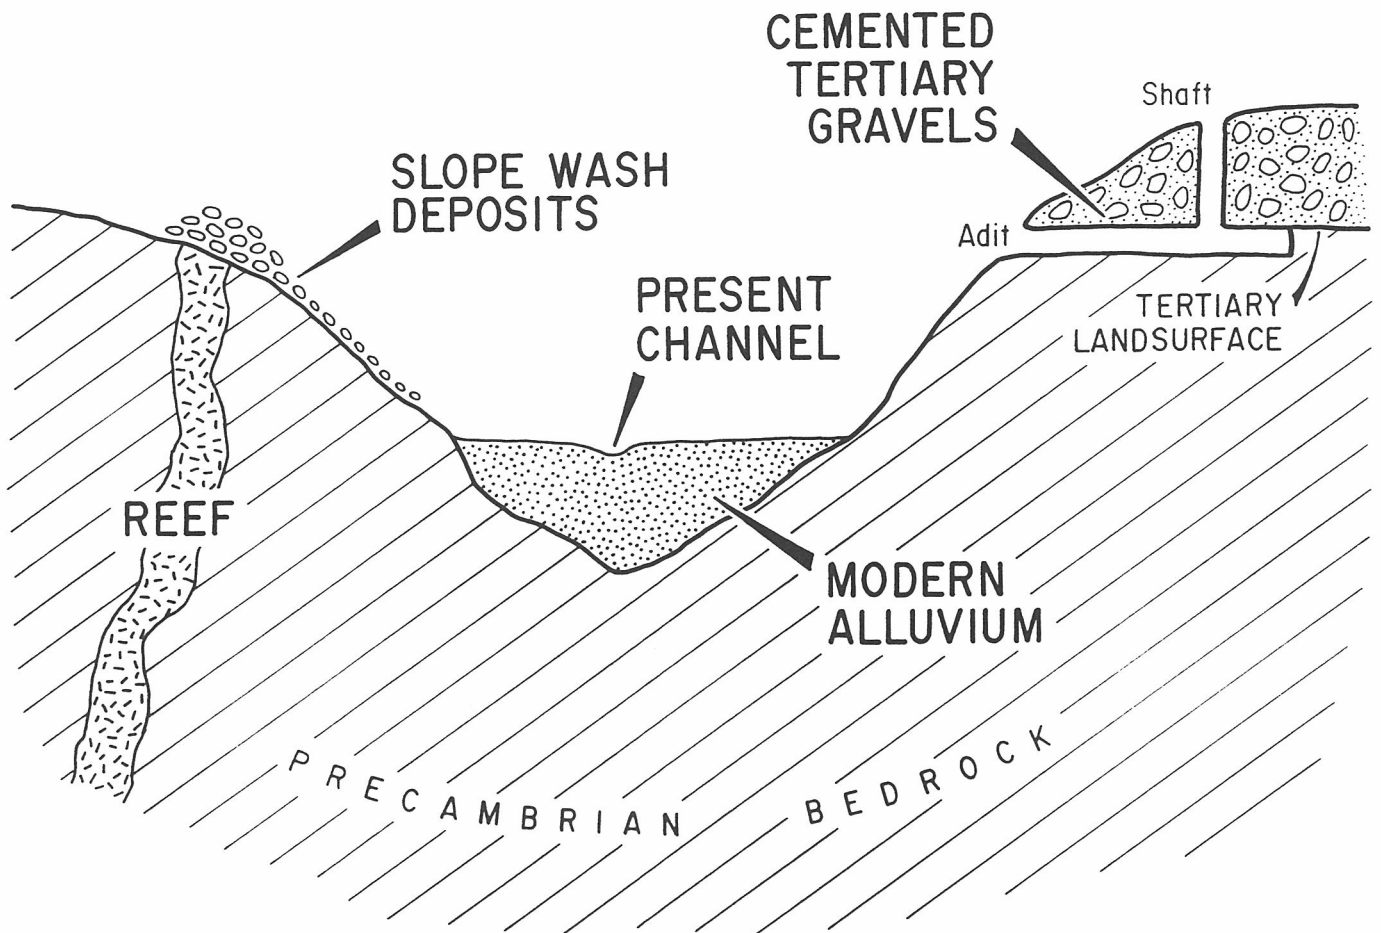 CEMENTED
TERTIARY
GRAVELS
Shaft
SLOPE WASH
DEPOSITS
Adit
PRESENT
CHANNEL
TERTIARY
LANDSURFACE
REEF
MODERN
ALLUVIUM
PRECAMBRIAN BEDROCK